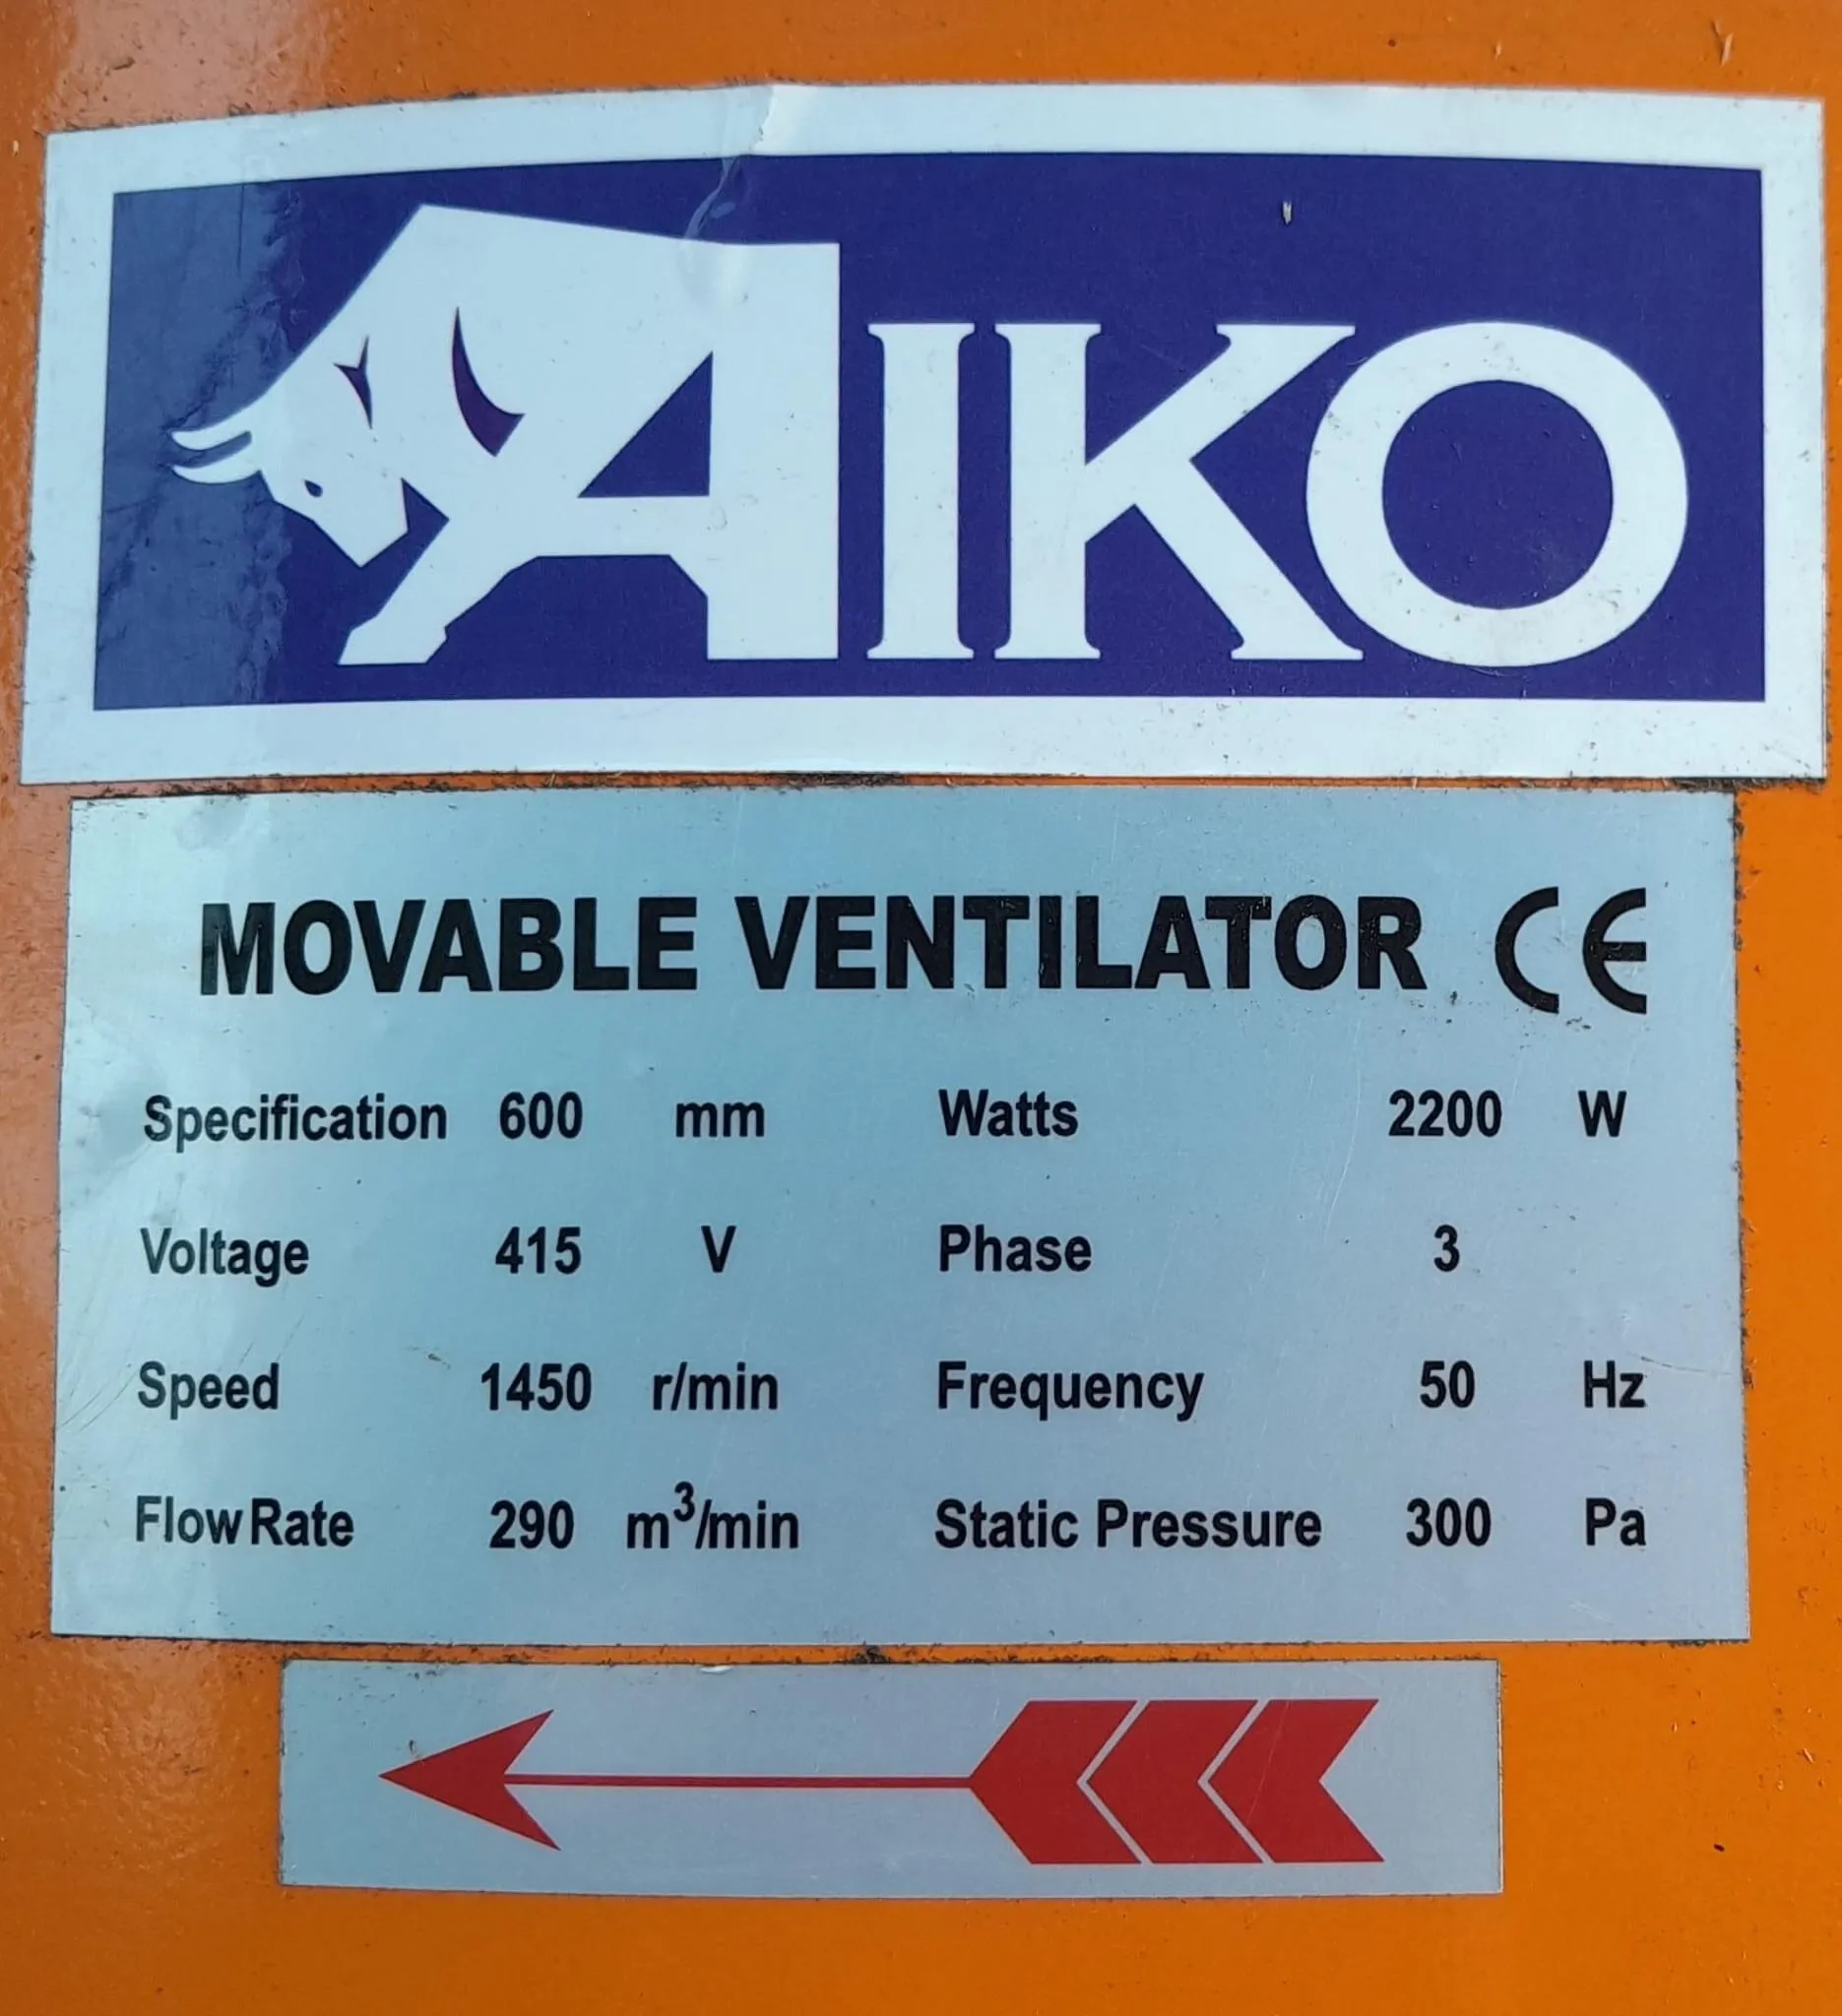 AIKO
MOVABLE VENTILATOR CE
Specification 600 mm Watts 2200 W
Voltage 415 V Phase 3
Speed 1450 r/min Frequency 50 Hz
Flow Rate 290 m³/min Static Pressure 300 Pa